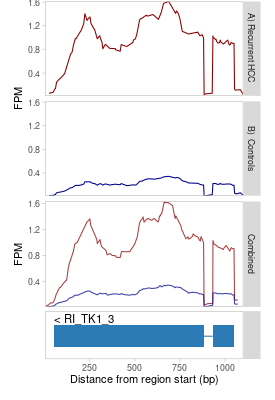 1.6
1.2
0.8
0.4
FPM
A) Recurrent HCC
1.6
1.2
0.8
0.4
B): Controls
1.6
1.2
0.8
0.4
FPM
Combined
< RI_TK1_3
250
500
750
1000
Distance from region start (bp)